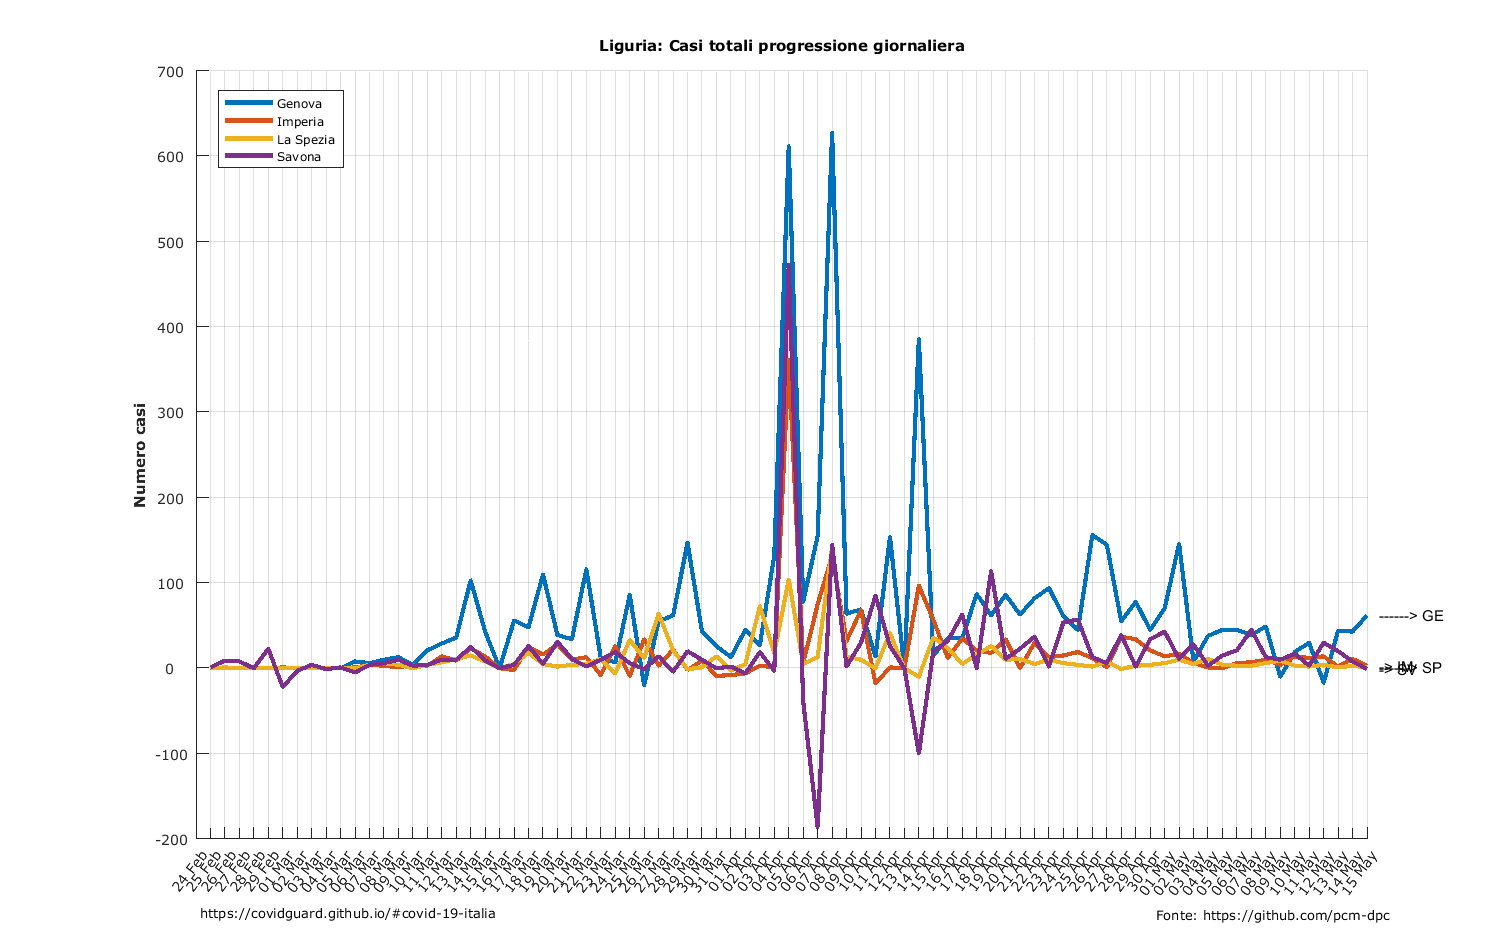 Liguria: Casi totali progressione giornaliera
700
600
500
400
300
200
100
0
-100
-200
Numero casi
Genova
Imperia
La Spezia
Savona
------> GE
SP
24 Feb
25 Feb
26 Feb
27 Feb
28 Feb
01 Mar
02 Mar
03 Mar
04 Mar
05 Mar
06 Mar
07 Mar
08 Mar
09 Mar
10 Mar
11 Mar
12 Mar
13 Mar
14 Mar
15 Mar
16 Mar
17 Mar
18 Mar
19 Mar
20 Mar
21 Mar
22 Mar
23 Mar
24 Mar
25 Mar
26 Mar
27 Mar
28 Mar
29 Mar
30 Mar
31 Mar
01 Apr
02 Apr
03 Apr
04 Apr
05 Apr
06 Apr
07 Apr
08 Apr
09 Apr
10 Apr
11 Apr
12 Apr
13 Apr
14 Apr
15 Apr
16 Apr
17 Apr
18 Apr
19 Apr
20 Apr
21 Apr
22 Apr
23 Apr
24 Apr
25 Apr
26 Apr
27 Apr
28 Apr
29 Apr
30 Apr
01 May
02 May
03 May
04 May
05 May
06 May
07 May
08 May
09 May
10 May
11 May
12 May
13 May
14 May
15 May
https://covidguard.github.io/#covid-19-italia
Fonte: https://github.com/pcm-dpc